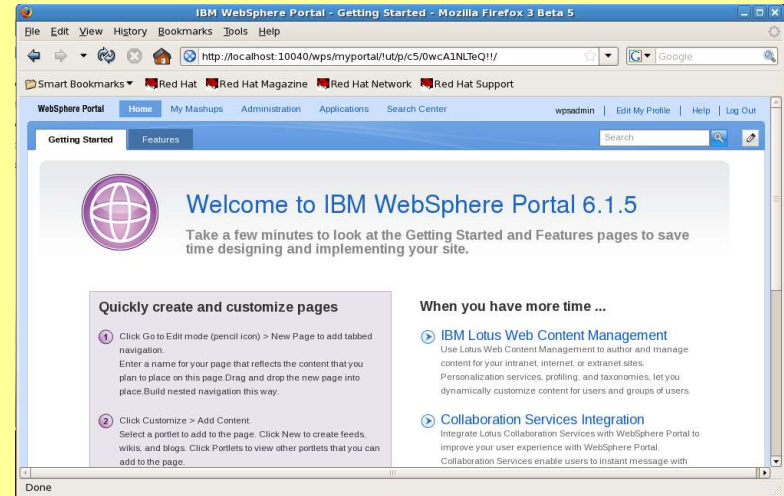 IBM WebSphere Portal - Getting Started - Mozilla Firefox 3 Beta 5
File Edit View History Bookmarks Tools Help
http://localhost:10040/wps/myportal/!ut/p/c5/0wcA1NLTeQ!!/
G Google
Smart Bookmarks Red Hat Red Hat Magazine Red Hat Network Red Hat Support
WebSphere Portal Home My Mashups Administration Applications Search Center wpsadmin | Edit My Profile | Help | Log Out
Getting Started Features Search
Welcome to IBM WebSphere Portal 6.1.5
Take a few minutes to look at the Getting Started and Features pages to save
time designing and implementing your site.
Quickly create and customize pages
1 Click Go to Edit mode (pencil icon) > New Page to add tabbed
navigation.
Enter a name for your page that reflects the content that you
plan to place on this page.Drag and drop the new page into
place.Build nested navigation this way.
2 Click Customize > Add Content
Select a portlet to add to the page. Click New to create feeds,
wikis, and blogs. Click Portlets to view other portlets that you can
add to the page.
When you have more time ...
IBM Lotus Web Content Management
Use Lotus Web Content Management to author and manage
content for your intranet, internet, or extranet sites.
Personalization services, profiling, and taxonomies, let you
dynamically customize content for users and groups of users.
Collaboration Services Integration
Integrate Lotus Collaboration Services with WebSphere Portal to
improve your user experience with WebSphere Portal.
Collaboration Services enable users to instant message with
Done